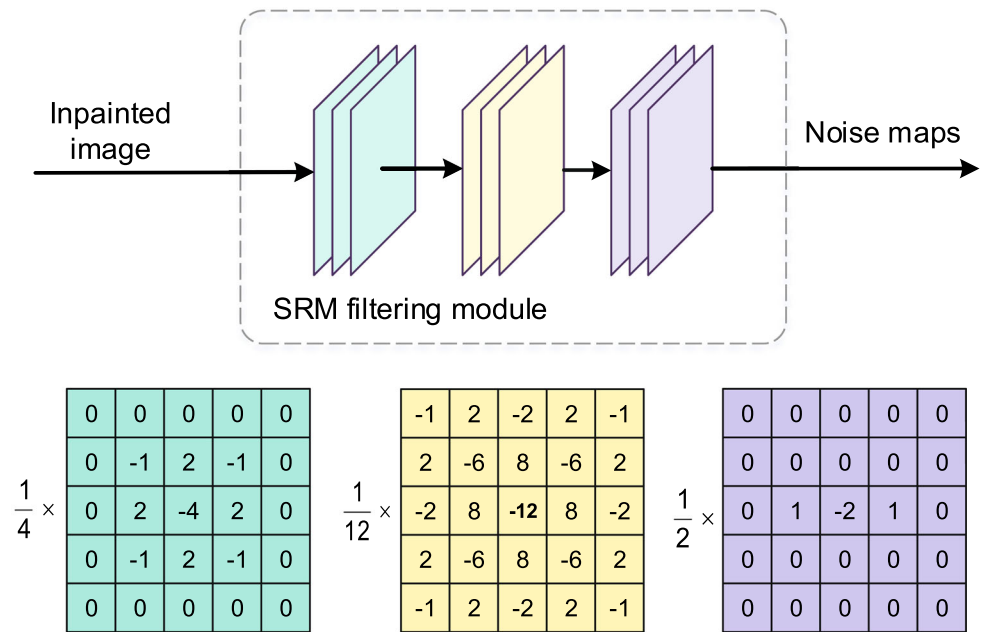 Inpainted
image
Noise maps
SRM filtering module
0 0 0 0 0
0 -1 2 -1 0
1/4 × 0 2 -4 2 0
0 -1 2 -1 0
0 0 0 0 0
-1 2 -2 2 -1
2 -6 8 -6 2
1/12 × -2 8 -12 8 -2
2 -6 8 -6 2
-1 2 -2 2 -1
0 0 0 0 0
0 0 0 0 0
1/2 × 0 1 -2 1 0
0 0 0 0 0
0 0 0 0 0